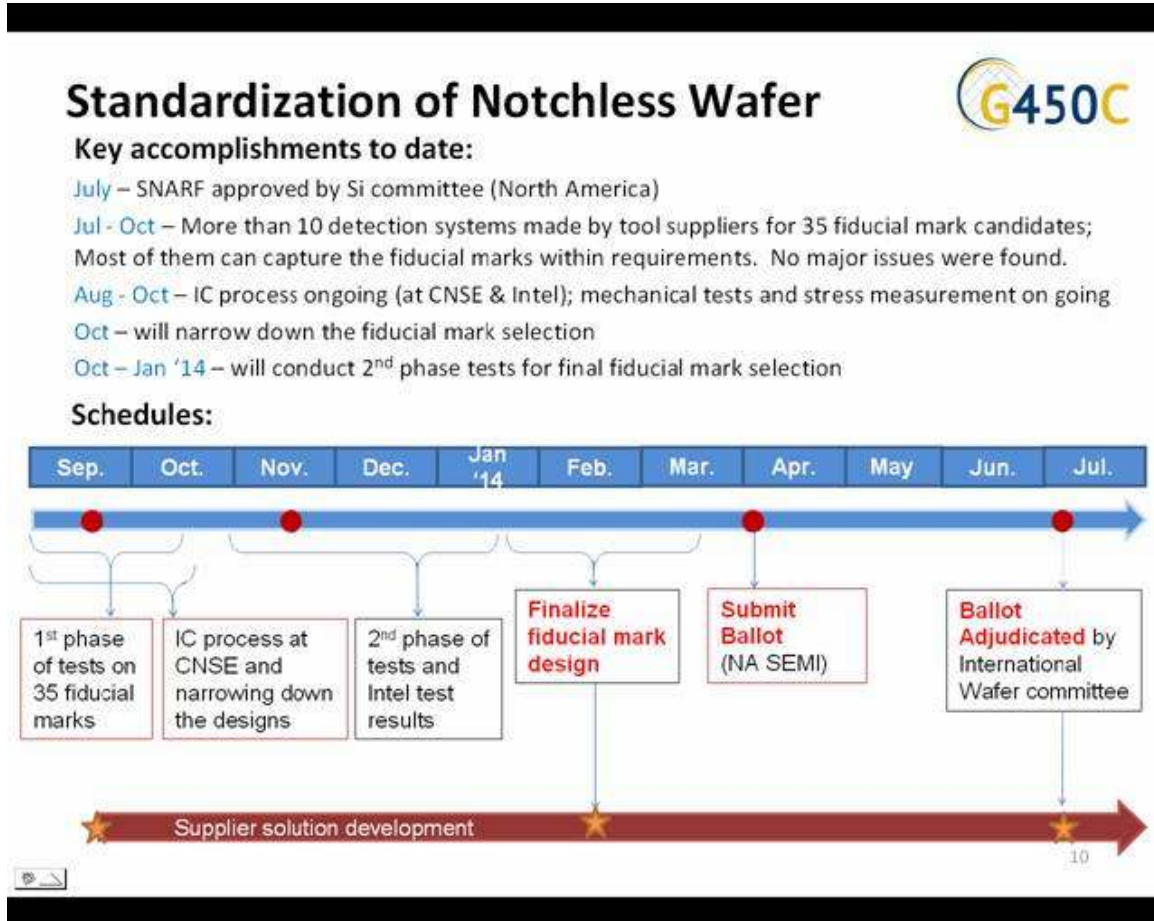 Standardization of Notchless Wafer
G450C
Key accomplishments to date:
July – SNARF approved by Si committee (North America)
Jul - Oct – More than 10 detection systems made by tool suppliers for 35 fiducial mark candidates;
Most of them can capture the fiducial marks within requirements. No major issues were found.
Aug - Oct – IC process ongoing (at CNSE & Intel); mechanical tests and stress measurement on going
Oct – will narrow down the fiducial mark selection
Oct – Jan ‘14 – will conduct 2nd phase tests for final fiducial mark selection
Schedules:
Sep. Oct. Nov. Dec. Jan '14 Feb. Mar. Apr. May Jun. Jul.
1st phase
of tests on
35 fiducial
marks
IC process at
CNSE and
narrowing down
the designs
2nd phase of
tests and
Intel test
results
Finalize
fiducial mark
design
Submit
Ballot
(NA SEMI)
Ballot
Adjudicated by
International
Wafer committee
Supplier solution development
10